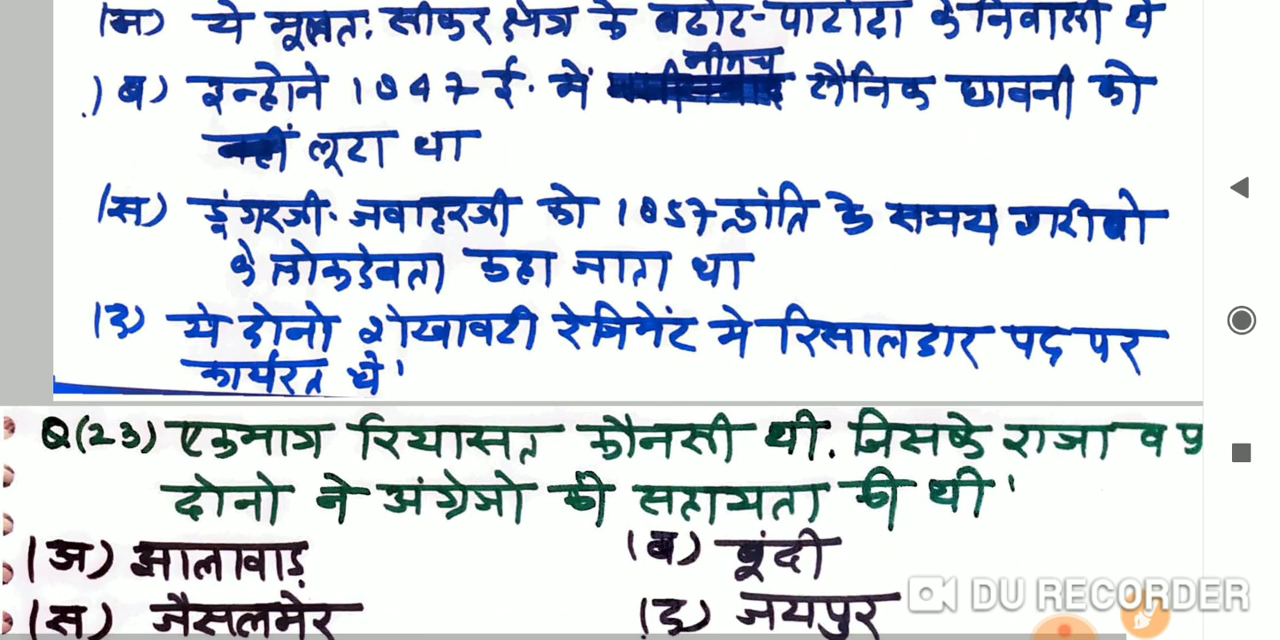 (अ) ये मूलतः सीकर क्षेत्र के बठोट-पाटोदा के निवासी थे
(ब) इन्होने 1847 ई. में नीमच सैनिक छावनी को
लूटा था
(स) डूंगरजी-जवाहरजी को 1857 क्रांति के समय गरीबो
के लोकदेवता कहा जाता था
(द) ये दोनो शेखावटी रेजिमेंट मे रिसालदार पद पर
कार्यरत थे'
Q(23) एकमात्र रियासत कौनसी थी. जिसके राजा व
दोनो ने अंग्रेजो की सहायता की थी'
(अ) झालावाड़
(ब) बूंदी
(स) जैसलमेर
(द) जयपुर
DU RECORDER